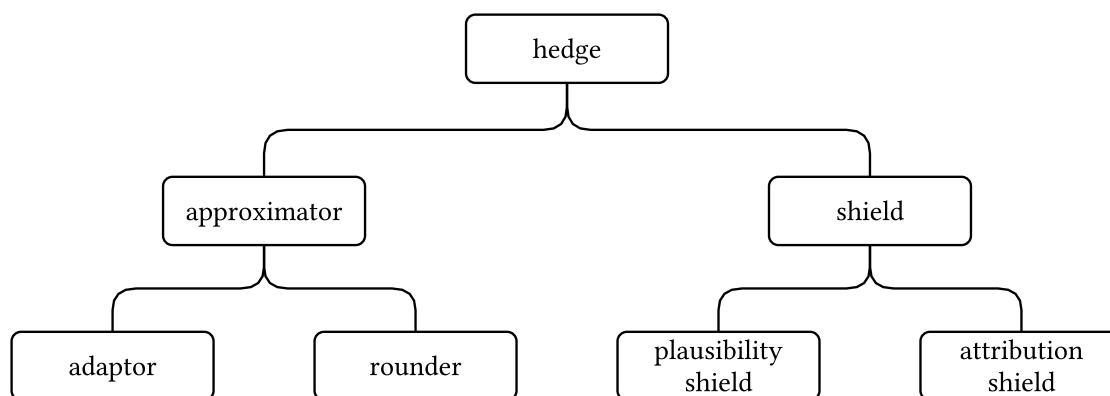 hedge
approximator
shield
adaptor
rounder
plausibility
shield
attribution
shield